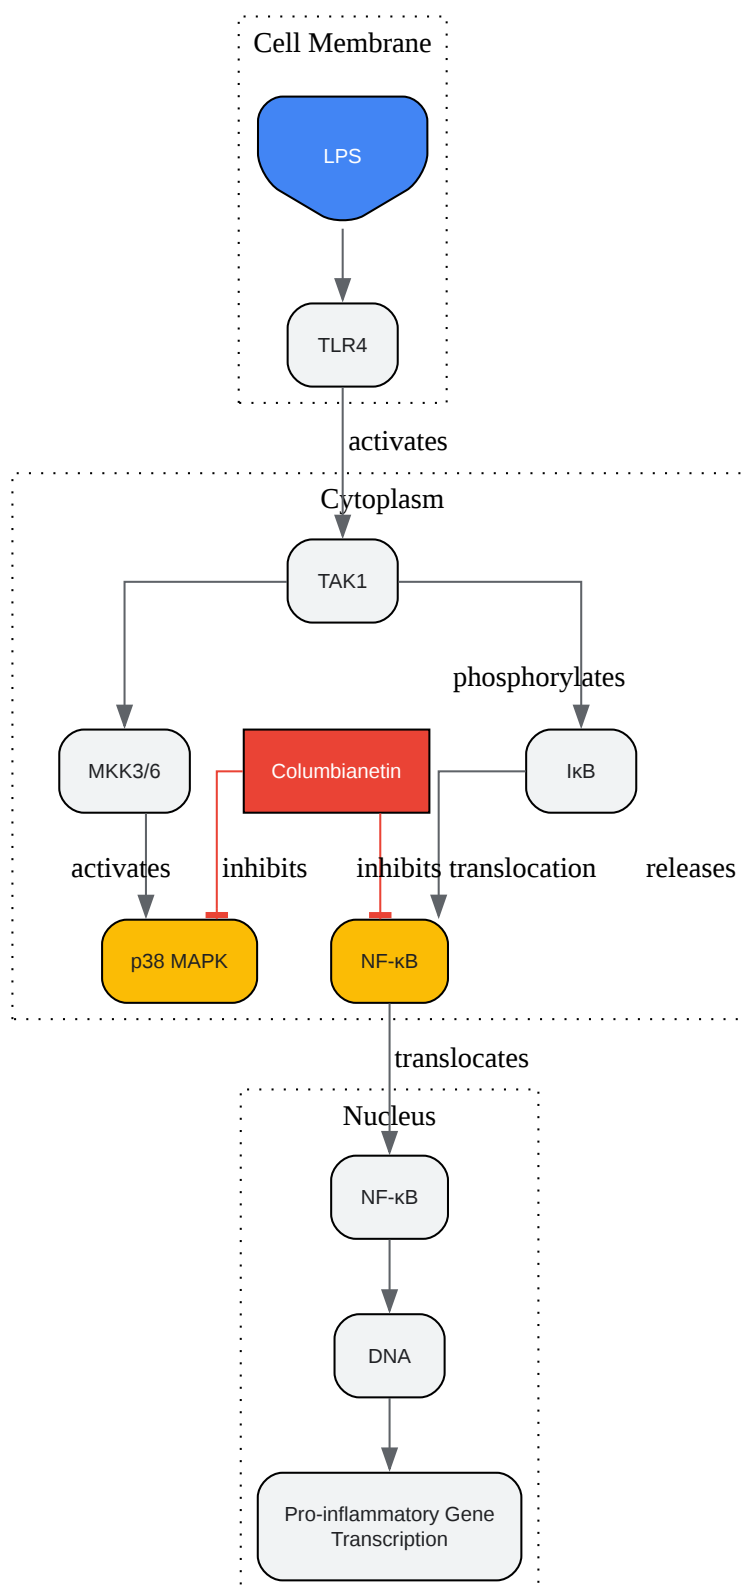 Cell Membrane
LPS
TLR4
activates
Cytoplasm
TAK1
phosphorylates
MKK3/6
Columbianetin
IκB
activates
inhibits
inhibits
translocation
releases
p38 MAPK
NF-κB
translocates
Nucleus
NF-κB
DNA
Pro-inflammatory Gene
Transcription